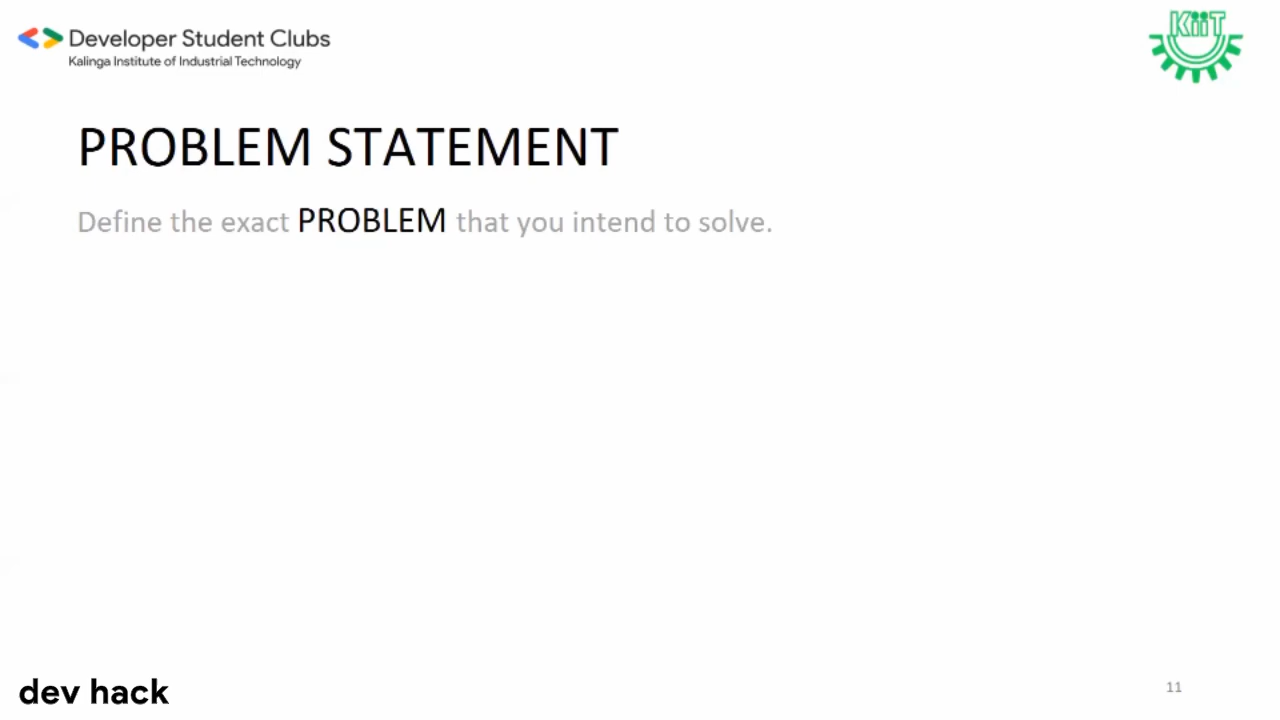 Developer Student Clubs
Kalinga Institute of Industrial Technology
KiiT
PROBLEM STATEMENT
Define the exact PROBLEM that you intend to solve.
dev hack
11